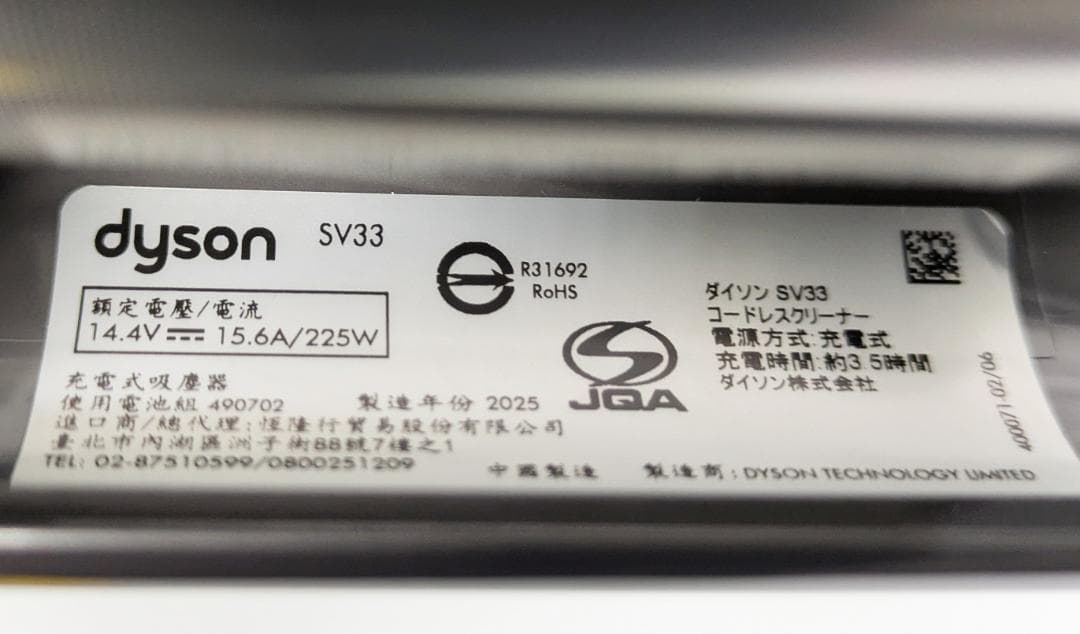 dyson SV33
額定電壓/電流
14.4V 15.6A/225W
充電式吸塵器
使用電池組 490702 製造年份 2025
進口商/總代理:恆隆行貿易股份有限公司
臺北市內湖區洲子街88號7樓之1
TEL: 02-87510599/0800251209
中國製造 製造商: DYSON TECHNOLOGY LIMITED
R31692
RoHS
JQA
ダイソン SV33
コードレスクリーナー
電源方式:充電式
充電時間:約3.5時間
ダイソン株式会社
400071-02/06